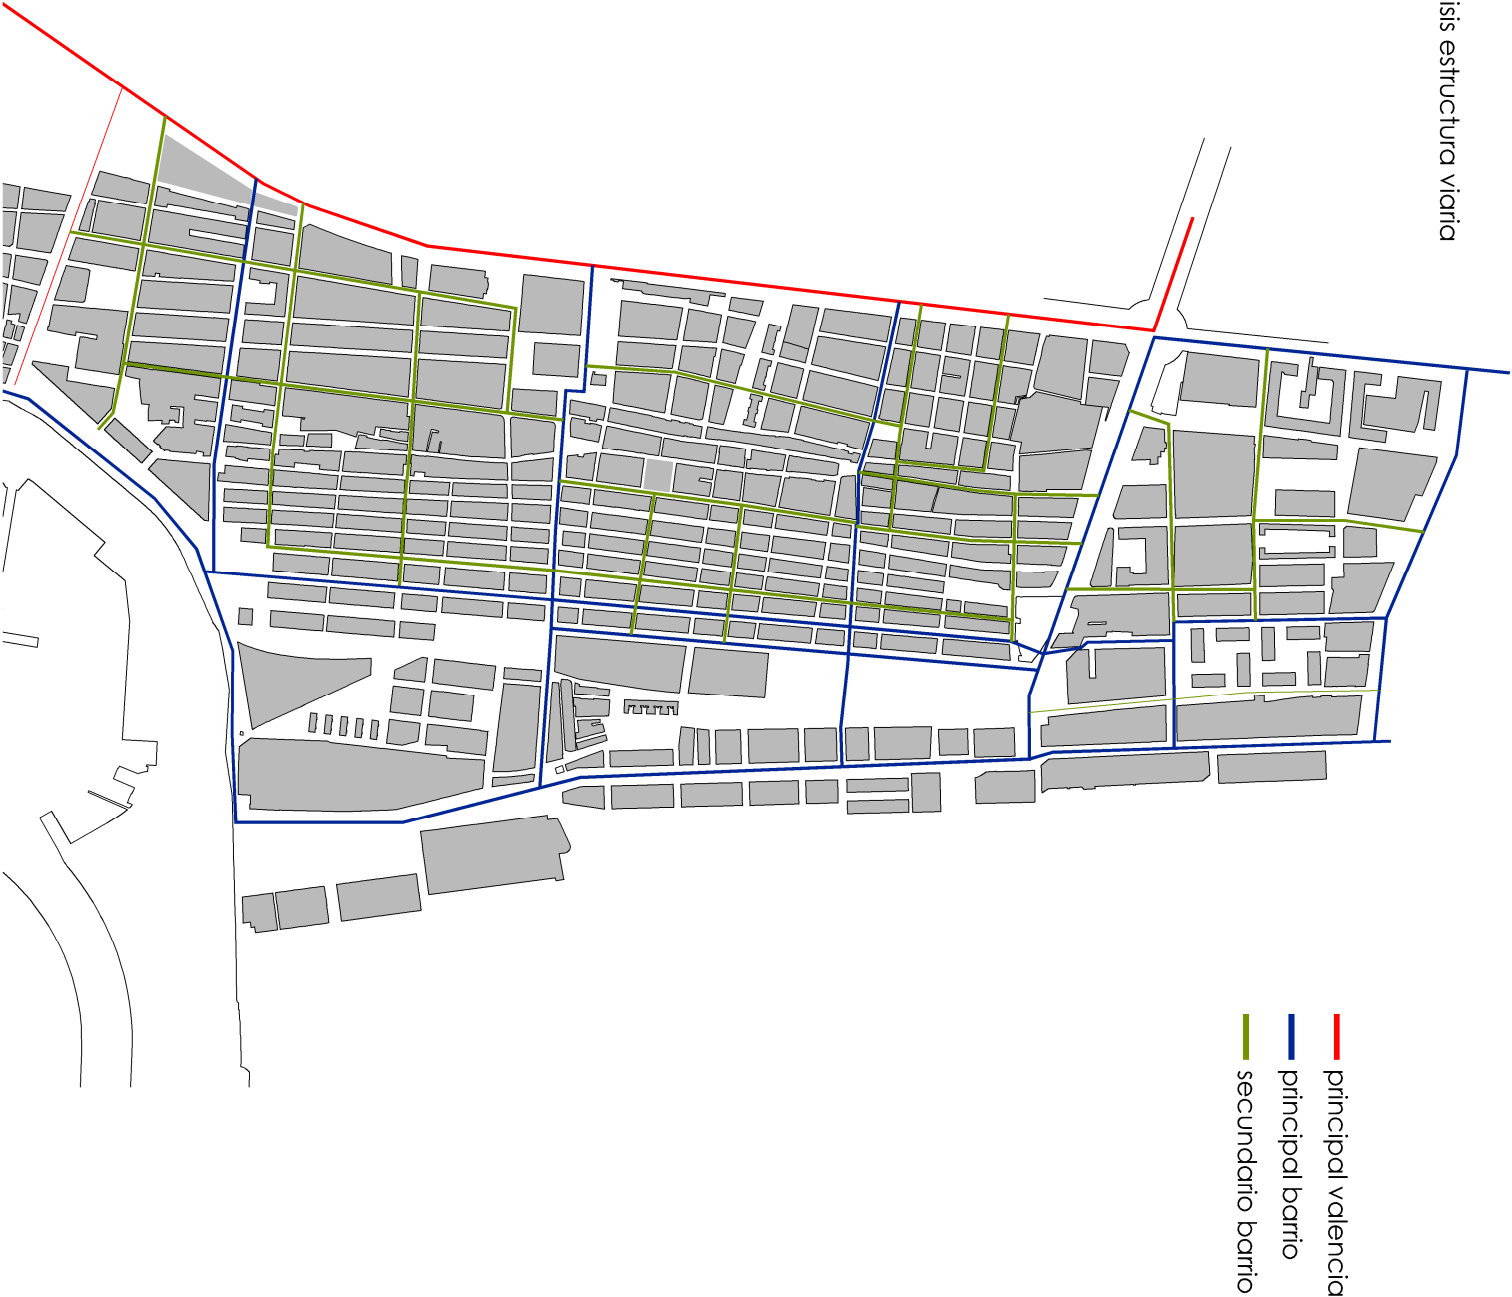 isis estructura viaria
principal valencia
principal barrio
secundario barrio